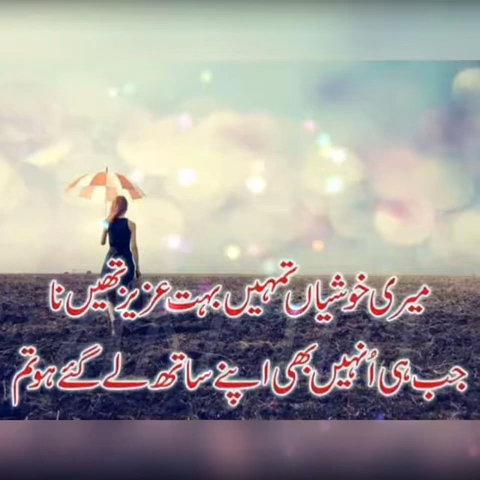 میری خوشیاں تمہیں بہت عزیز تھیں نا
جب ہی اُنہیں بھی اپنے ساتھ لے گئے ہو تم